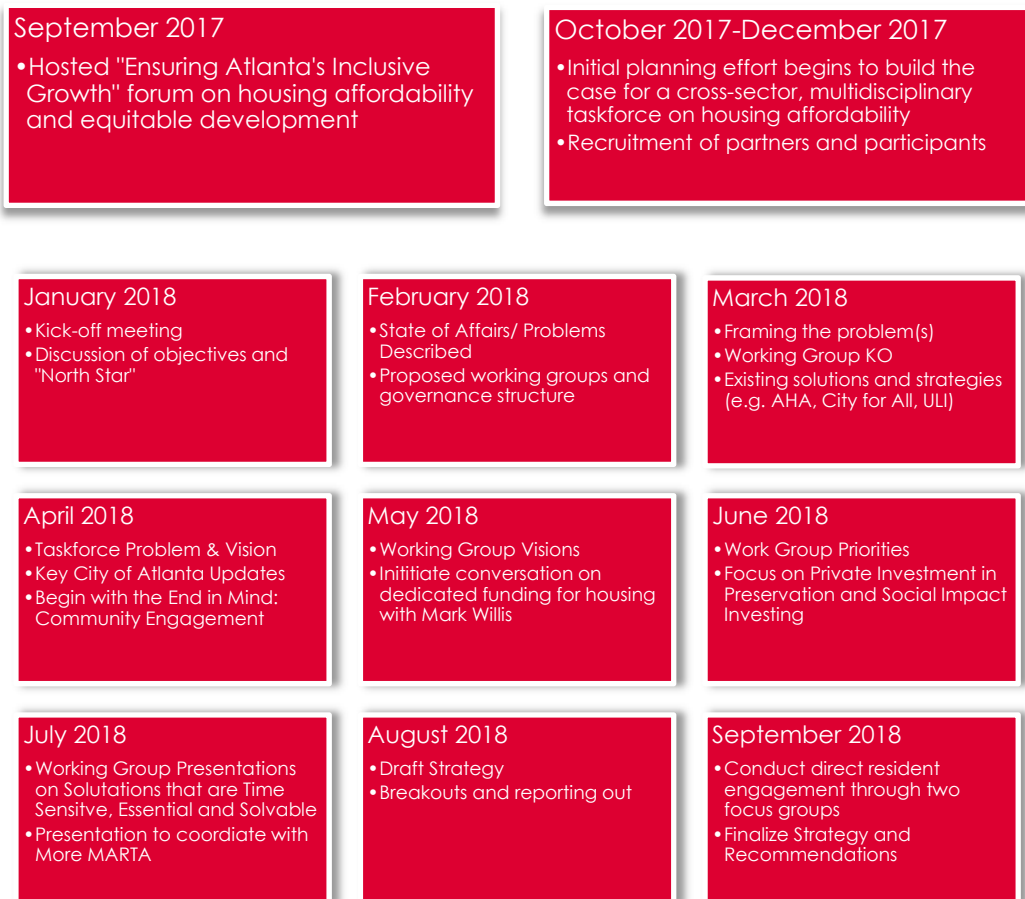 September 2017
•Hosted "Ensuring Atlanta's Inclusive
Growth" forum on housing affordability
and equitable development
October 2017-December 2017
•Initial planning effort begins to build the
case for a cross-sector, multidisciplinary
taskforce on housing affordability
•Recruitment of partners and participants
January 2018
•Kick-off meeting
•Discussion of objectives and
"North Star"
February 2018
•State of Affairs/ Problems
Described
•Proposed working groups and
governance structure
March 2018
•Framing the problem(s)
•Working Group KO
•Existing solutions and strategies
(e.g. AHA, City for All, ULI)
April 2018
•Taskforce Problem & Vision
•Key City of Atlanta Updates
•Begin with the End in Mind:
Community Engagement
May 2018
•Working Group Visions
•Inititiate conversation on
dedicated funding for housing
with Mark Willis
June 2018
•Work Group Priorities
•Focus on Private Investment in
Preservation and Social Impact
Investing
July 2018
•Working Group Presentations
on Solutations that are Time
Sensitve, Essential and Solvable
•Presentation to coordiate with
More MARTA
August 2018
•Draft Strategy
•Breakouts and reporting out
September 2018
•Conduct direct resident
engagement through two
focus groups
•Finalize Strategy and
Recommendations